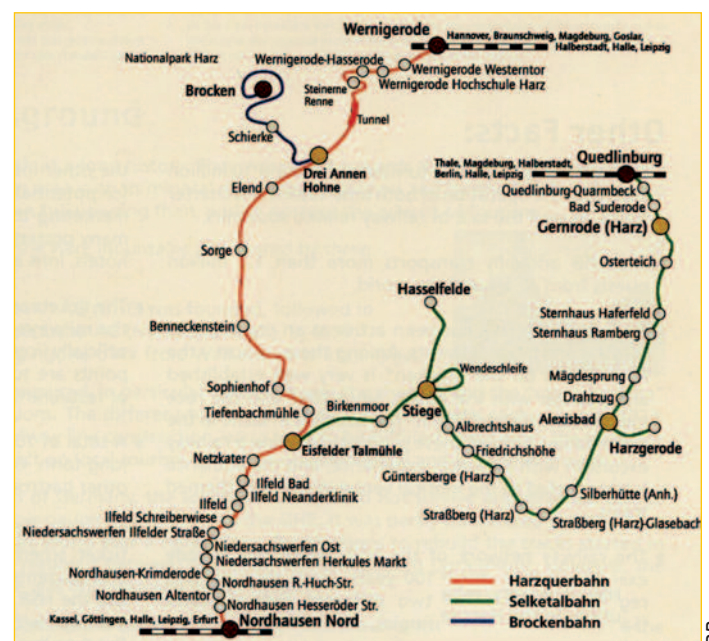 Wernigerode
Hannover, Braunschweig, Magdeburg, Goslar,
Halberstadt, Halle, Leipzig
Nationalpark Harz
Wernigerode-Hasserode
Wernigerode Westerntor
Wernigerode Hochschule Harz
Steinerne
Renne
Brocken
Tunnel
Schierke
Drei Annen
Hohne
Thale, Magdeburg, Halberstadt,
Berlin, Halle, Leipzig
Quedlinburg
Quedlinburg-Quarmbeck
Bad Suderode
Gernrode (Harz)
Elend
Osterteich
Sorge
Hasselfelde
Sternhaus Haferfeld
Sternhaus Ramberg
Benneckenstein
Wendeschleife
Mägdesprung
Sophienhof
Drahtzug
Stiege
Tiefenbachmühle
Birkenmoor
Alexisbad
Albrechtshaus
Harzgerode
Eisfelder Talmühle
Friedrichshöhe
Netzkater
Güntersberge (Harz)
Ilfeld Bad
Ilfeld Neanderklinik
Silberhütte (Anh.)
Ilfeld
Straßberg (Harz)
Straßberg (Harz)-Glasebach
Ilfeld Schreiberwiese
Niedersachswerfen Ilfelder Straße
Niedersachswerfen Ost
Niedersachswerfen Herkules Markt
Nordhausen-Krimderode
Nordhausen R.-Huch-Str.
Nordhausen Altentor
Nordhausen Hesseröder Str.
Kassel, Göttingen, Halle, Leipzig, Erfurt
Nordhausen Nord
Harzquerbahn
Selketalbahn
Brockenbahn